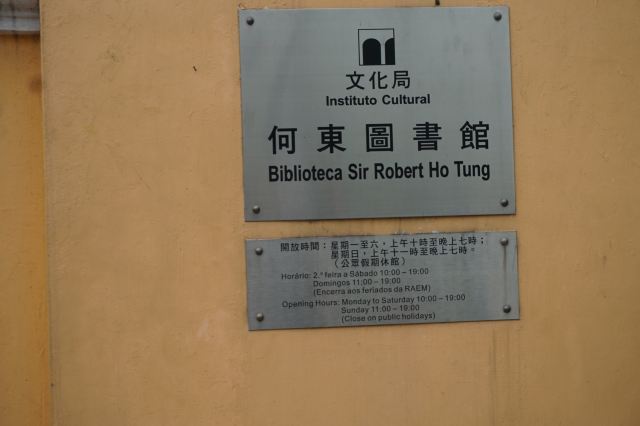 文化局
Instituto Cultural
何東圖書館
Biblioteca Sir Robert Ho Tung
開放時間：星期一至六，上午十時至晚上七時；
星期日，上午十一時至晚上七時。
（公眾假期休館）
Horário: 2.ª feira a Sábado 10:00 – 19:00
Domingos 11:00 – 19:00
(Encerra aos feriados da RAEM)
Opening Hours: Monday to Saturday 10:00 – 19:00
Sunday 11:00 – 19:00
(Close on public holidays)